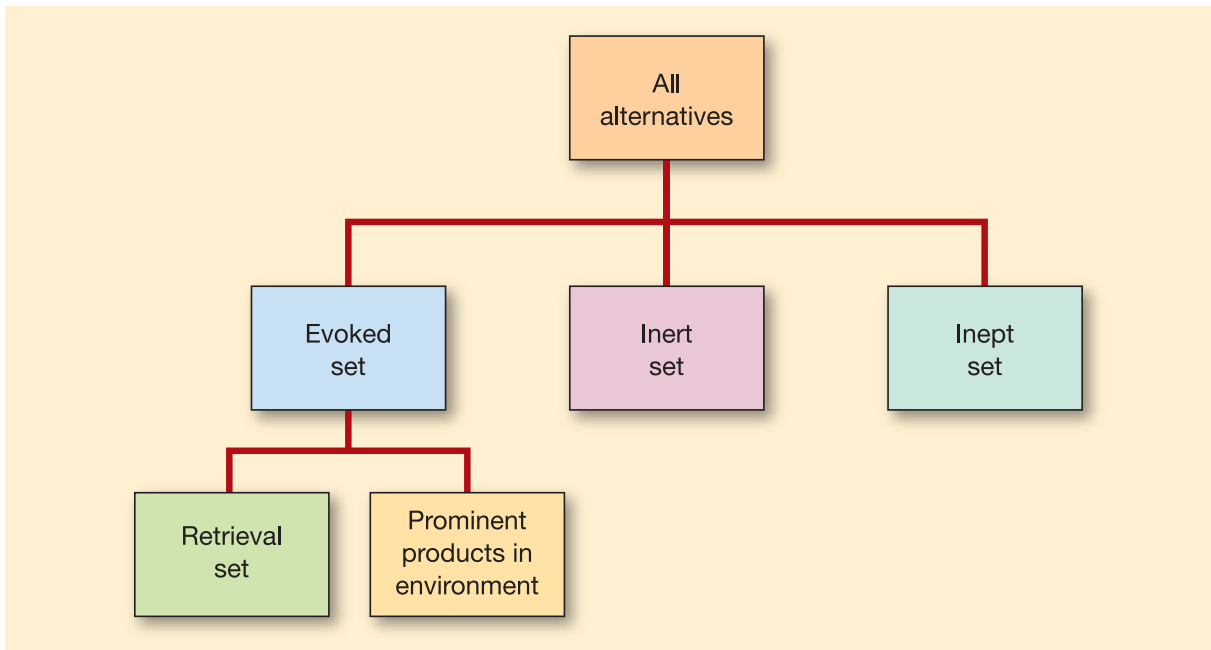 All
alternatives
Evoked
set
Inert
set
Inept
set
Retrieval
set
Prominent
products in
environment